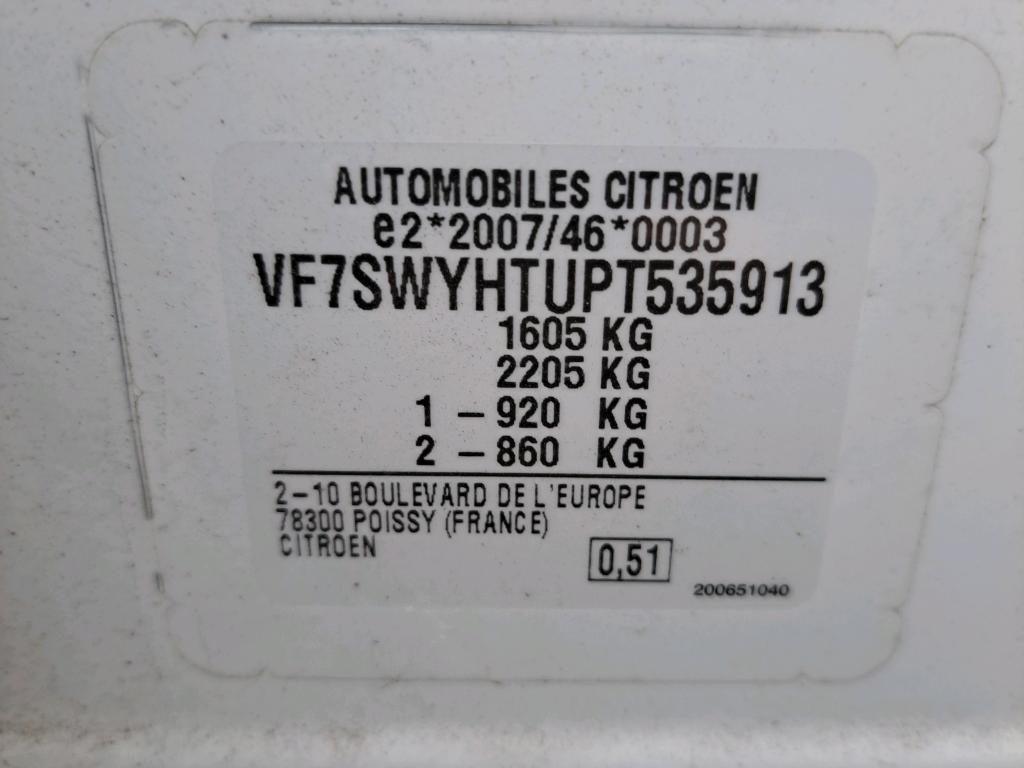 AUTOMOBILES CITROEN
e2*2007/46*0003
VF7SWYHTUPT535913
1605 KG
2205 KG
1 – 920 KG
2 – 860 KG
2–10 BOULEVARD DE L'EUROPE
78300 POISSY (FRANCE)
CITROEN
0,51
200651040